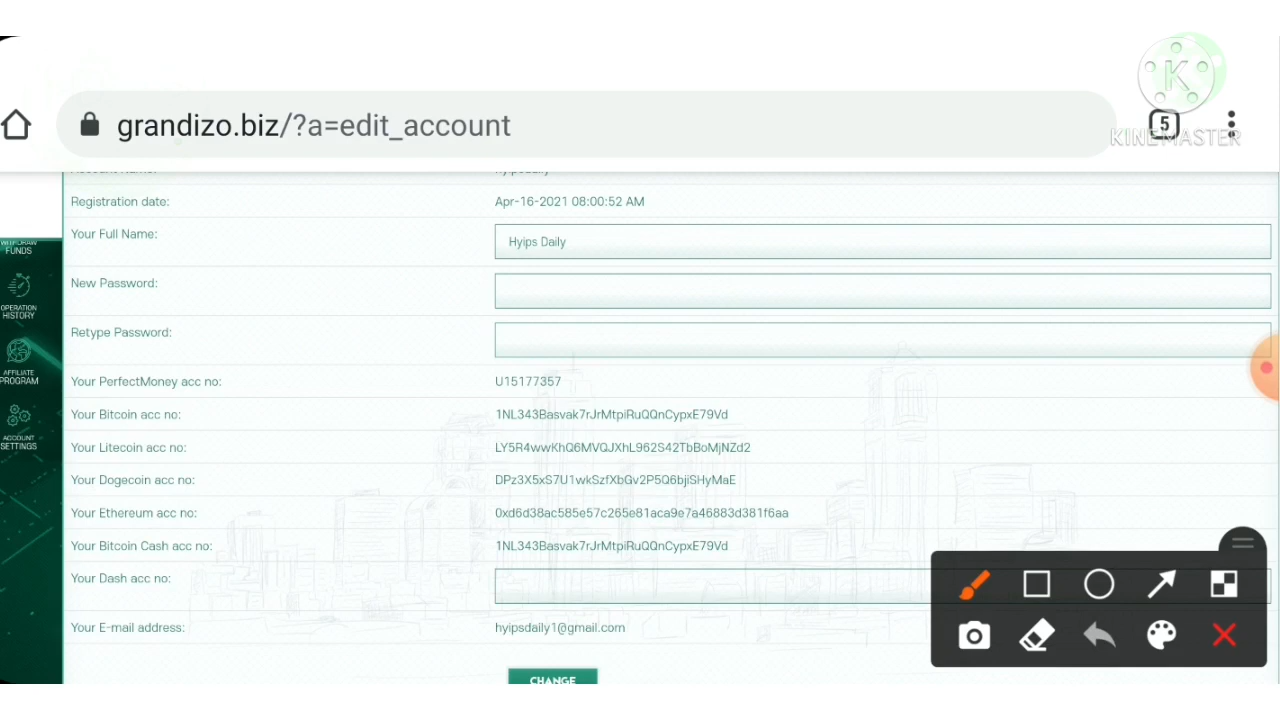 grandizo.biz/?a=edit_account
5
KINEMASTER
Registration date: Apr-16-2021 08:00:52 AM
Your Full Name: Hyips Daily
New Password:
Retype Password:
Your PerfectMoney acc no: U15177357
Your Bitcoin acc no: 1NL343Basvak7rJrMtpiRuQQnCypxE79Vd
Your Litecoin acc no: LY5R4wwKhQ6MVQJXhL962S42TbBoMjNZd2
Your Dogecoin acc no: DPz3X5xS7U1wkSzfXbGv2P5Q6bjiSHyMaE
Your Ethereum acc no: 0xd6d38ac585e57c265e81aca9e7a46883d381f6aa
Your Bitcoin Cash acc no: 1NL343Basvak7rJrMtpiRuQQnCypxE79Vd
Your Dash acc no:
Your E-mail address: hyipsdaily1@gmail.com
CHANGE
WITHDRAW
FUNDS
OPERATION
HISTORY
AFFILIATE
PROGRAM
ACCOUNT
SETTINGS